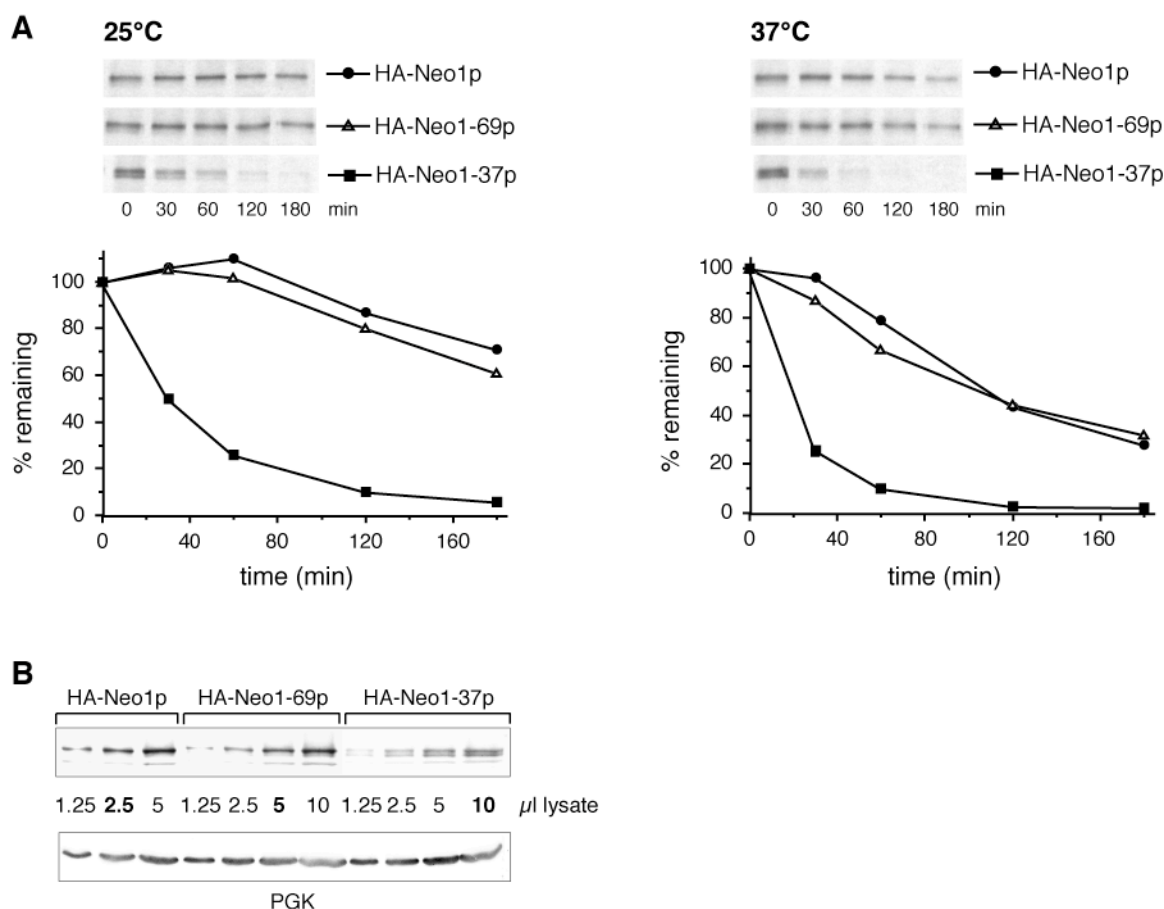 A
25°C
HA-Neo1p
HA-Neo1-69p
HA-Neo1-37p
0 30 60 120 180 min
% remaining
100
80
60
40
20
0
0 40 80 120 160
time (min)
37°C
HA-Neo1p
HA-Neo1-69p
HA-Neo1-37p
0 30 60 120 180 min
% remaining
100
80
60
40
20
0
0 40 80 120 160
time (min)
B
HA-Neo1p HA-Neo1-69p HA-Neo1-37p
1.25 2.5 5 1.25 2.5 5 10 1.25 2.5 5 10 µl lysate
PGK